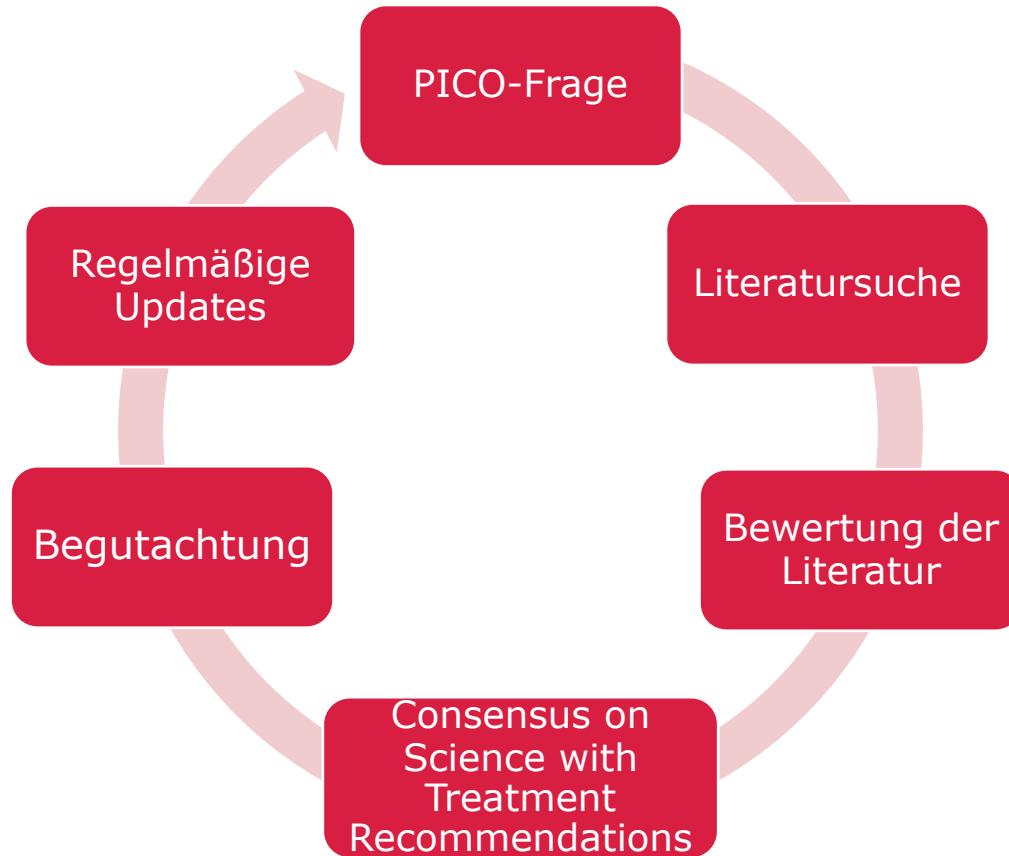 PICO-Frage
Literatursuche
Bewertung der
Literatur
Consensus on
Science with
Treatment
Recommendations
Begutachtung
Regelmäßige
Updates